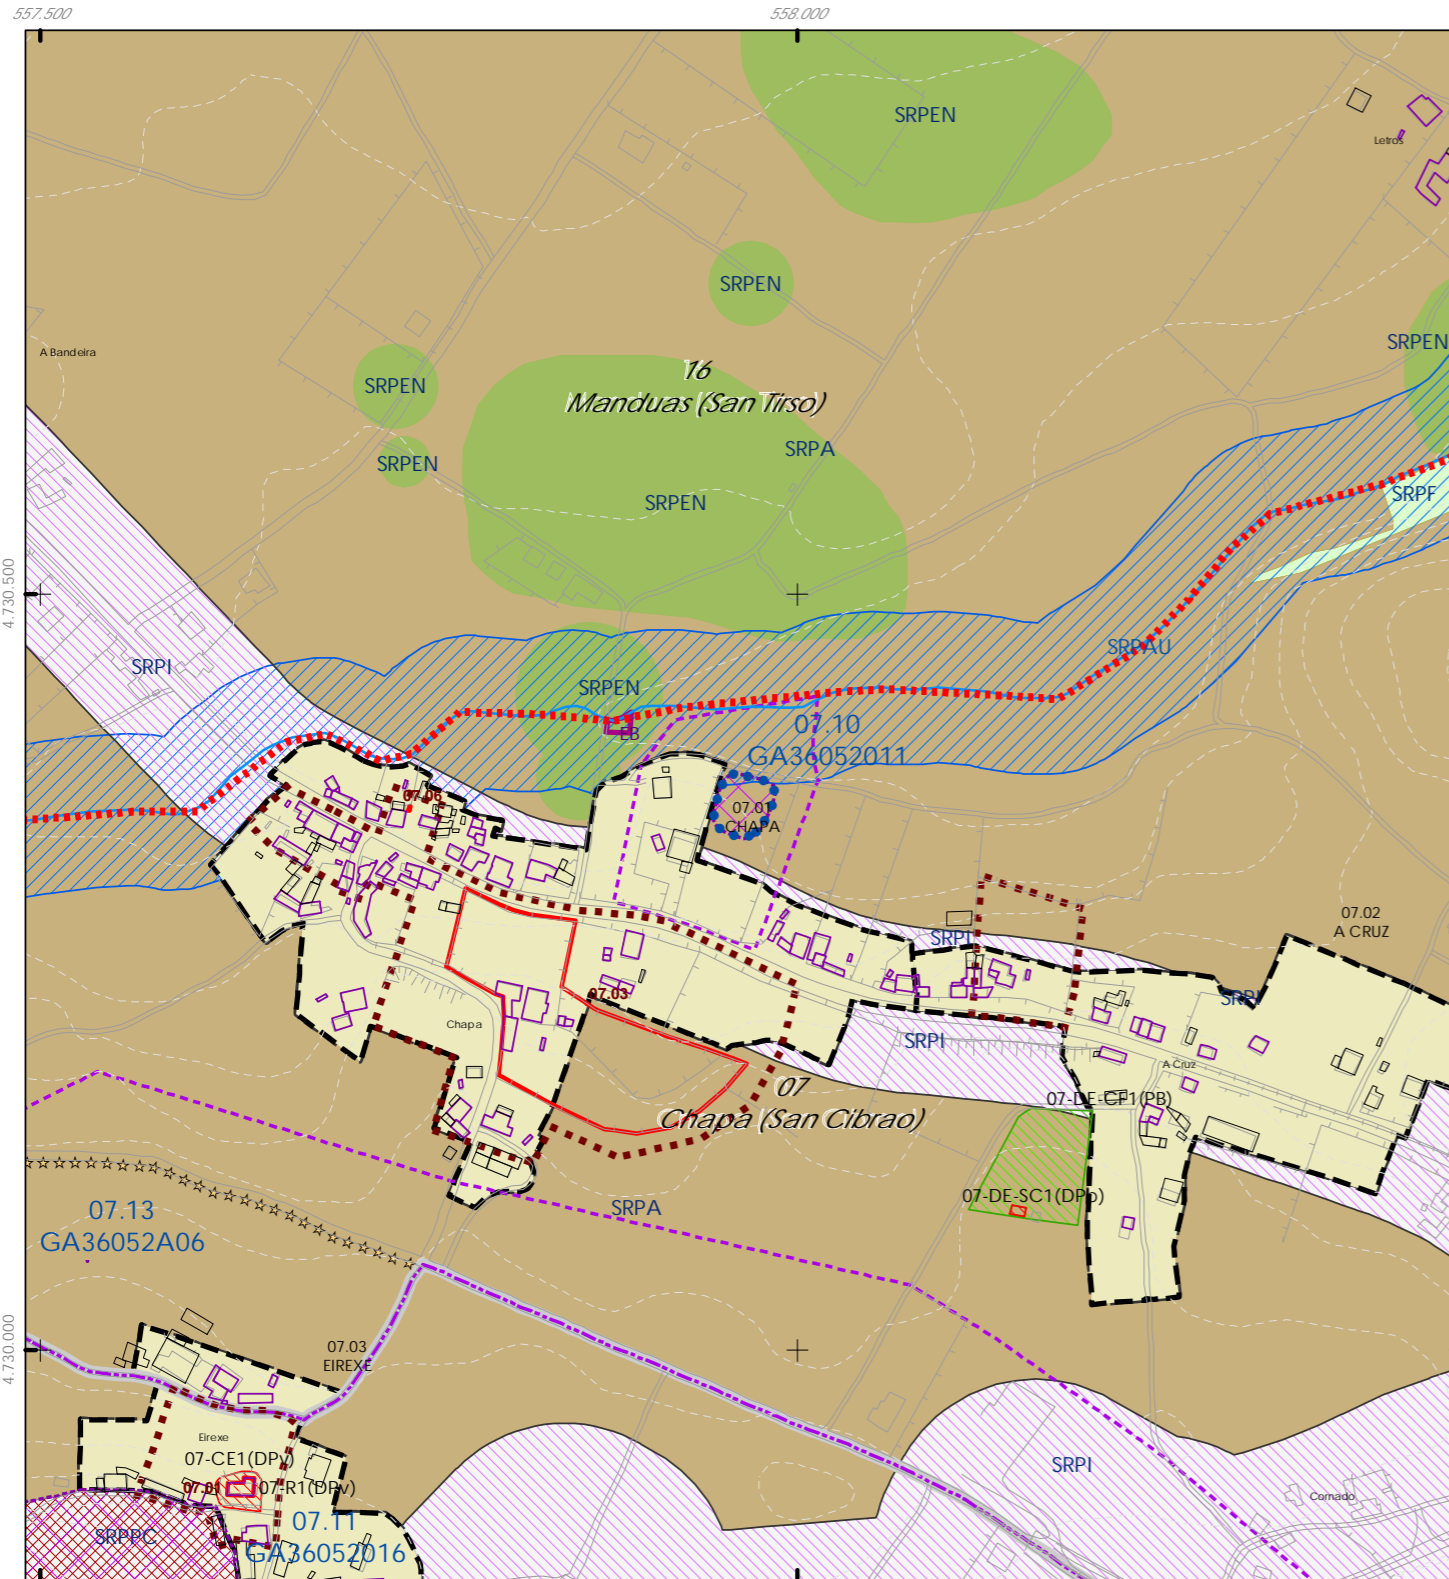 557.500
558.000
SRPEN
Letros
SRPEN
A Bandeira
SRPEN
16
Manduas (San Tirso)
SRPEN
SRPA
SRPEN
SRPEN
SRPF
4.730.500
SRPI
SRPAU
SRPEN
EB
07.10
GA36052011
07.06
07.01
CHAPA
07.02
A CRUZ
SRPI
07.03
SRPI
Chapa
SRPI
A Cruz
07
Chapa (San Cibrao)
07-DE-CF1(PB)
07-DE-SC1(DPp)
SRPA
07.13
GA36052A06
4.730.000
07.03
EIREXE
Eirexe
07-CE1(DPv)
07.01
07-R1(DPv)
SRPI
Cornado
07.11
GA36052016
SRPPC